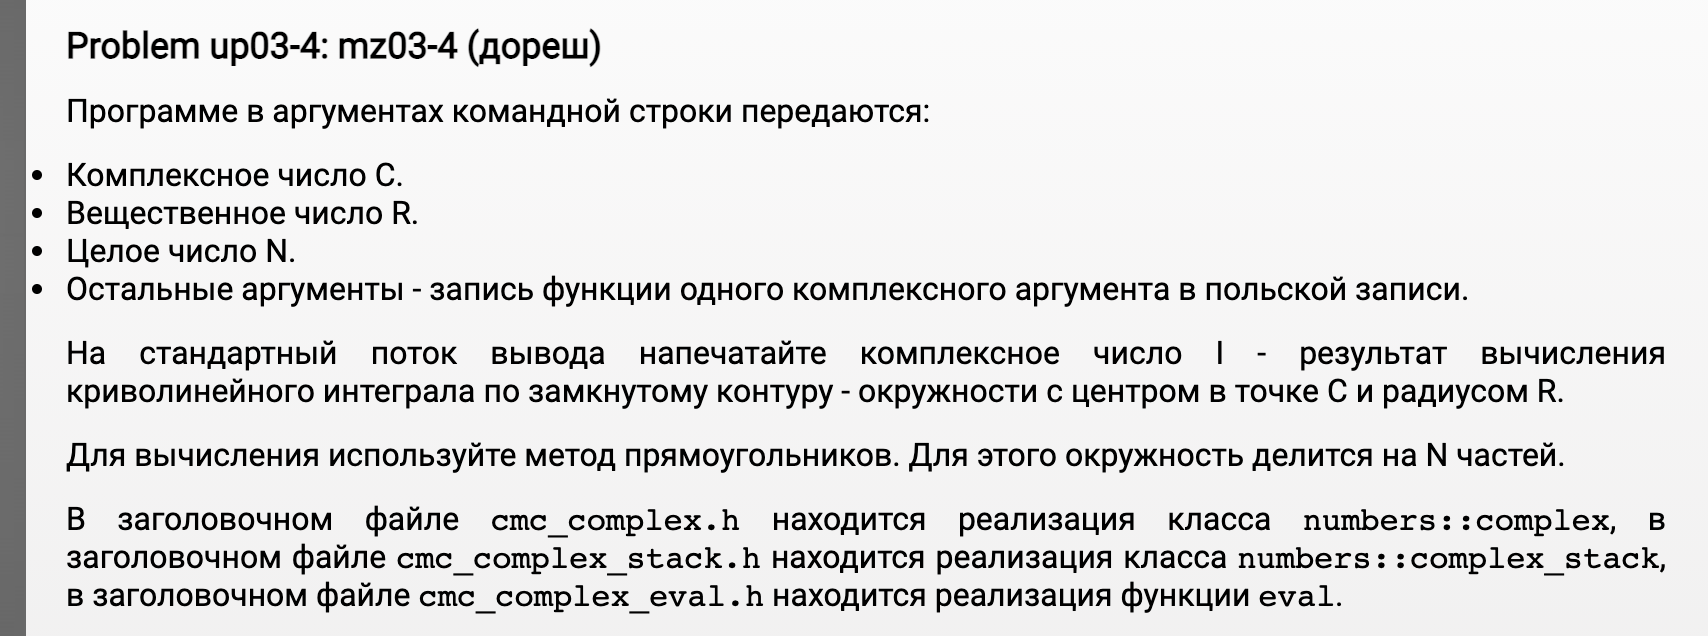 Problem up03-4: mz03-4 (дореш)
Программе в аргументах командной строки передаются:
• Комплексное число C.
• Вещественное число R.
• Целое число N.
• Остальные аргументы - запись функции одного комплексного аргумента в польской записи.
На стандартный поток вывода напечатайте комплексное число I - результат вычисления
криволинейного интеграла по замкнутому контуру - окружности с центром в точке C и радиусом R.
Для вычисления используйте метод прямоугольников. Для этого окружность делится на N частей.
В заголовочном файле cmc_complex.h находится реализация класса numbers::complex, в
заголовочном файле cmc_complex_stack.h находится реализация класса numbers::complex_stack,
в заголовочном файле cmc_complex_eval.h находится реализация функции eval.